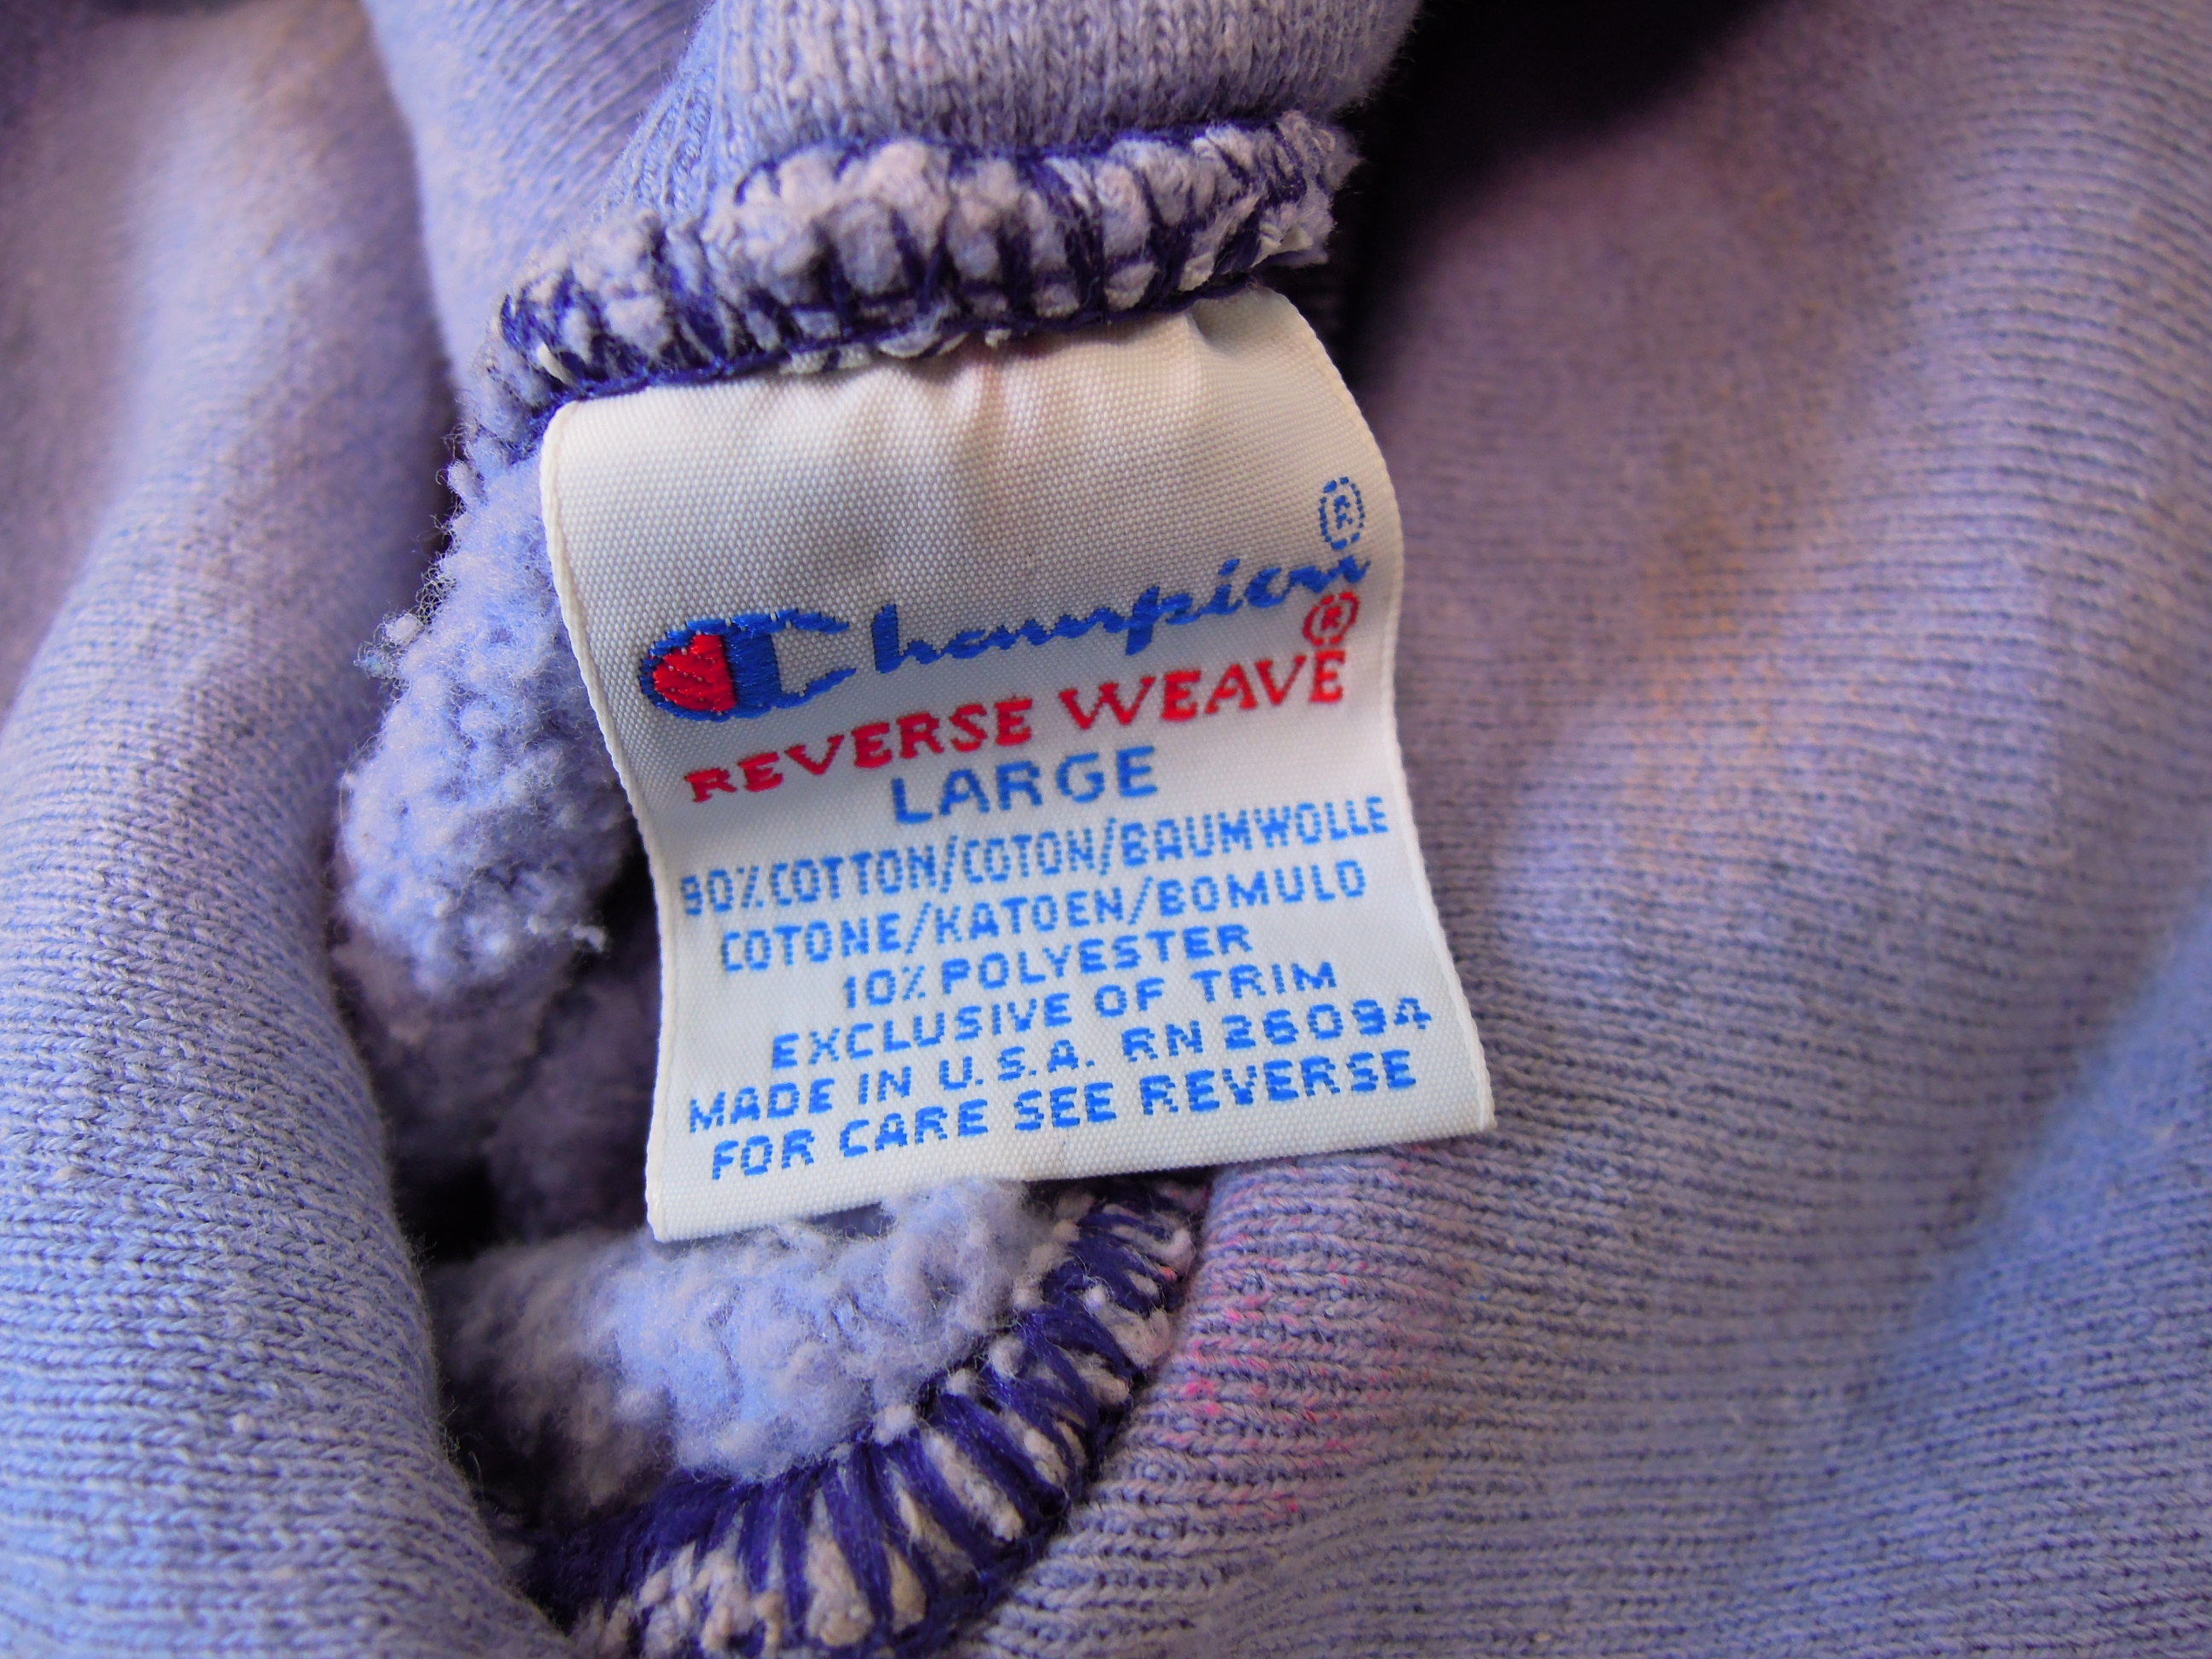 Champion®
REVERSE WEAVE®
LARGE
90% COTTON/COTON/BAUMWOLLE
COTONE/KATOEN/BOMULD
10% POLYESTER
EXCLUSIVE OF TRIM
MADE IN U.S.A. RN 26094
FOR CARE SEE REVERSE